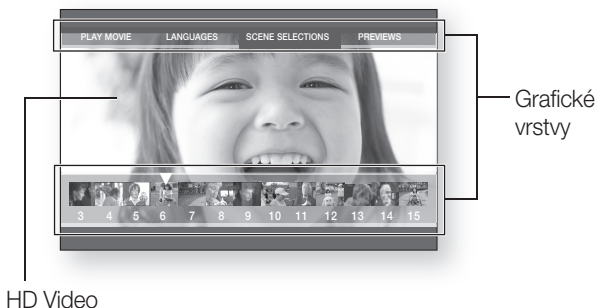 PLAY MOVIE LANGUAGES SCENE SELECTIONS PREVIEWS
Grafické
vrstvy
3 4 5 6 7 8 9 10 11 12 13 14 15
HD Video